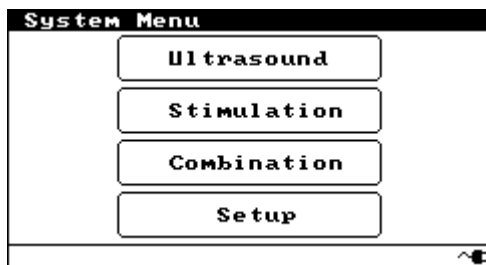 System Menu
Ultrasound
Stimulation
Combination
Setup